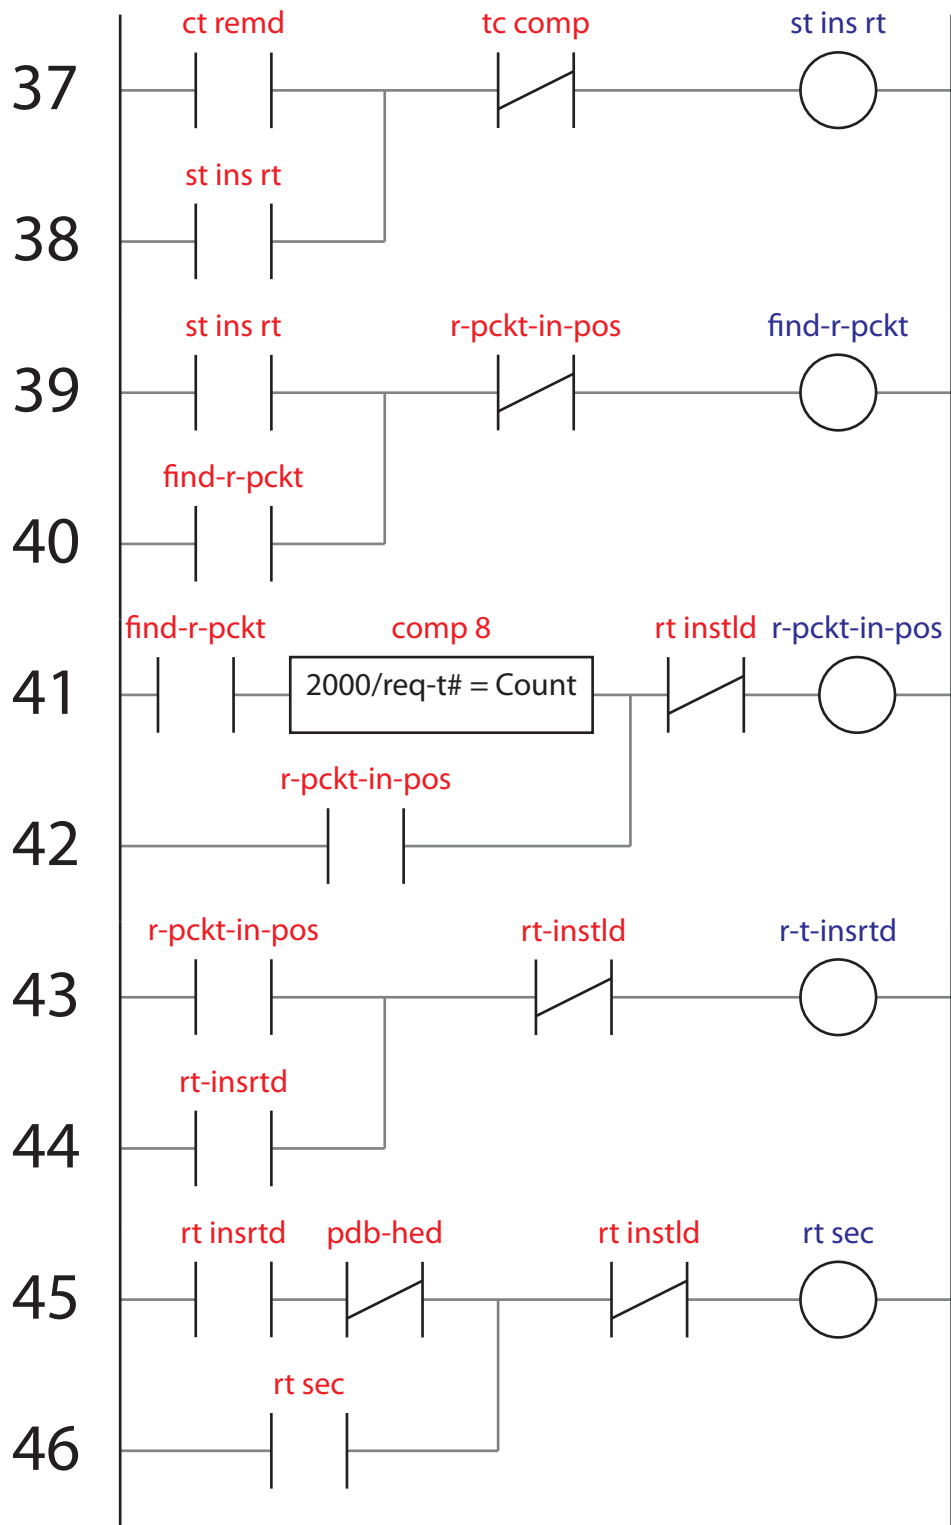 ct remd tc comp st ins rt
37
st ins rt
38
st ins rt r-pckt-in-pos find-r-pckt
39
find-r-pckt
40
find-r-pckt comp 8 rt instld r-pckt-in-pos
41 2000/req-t# = Count
r-pckt-in-pos
42
r-pckt-in-pos rt-instld r-t-insrtd
43
rt-insrtd
44
rt insrtd pdb-hed rt instld rt sec
45
rt sec
46